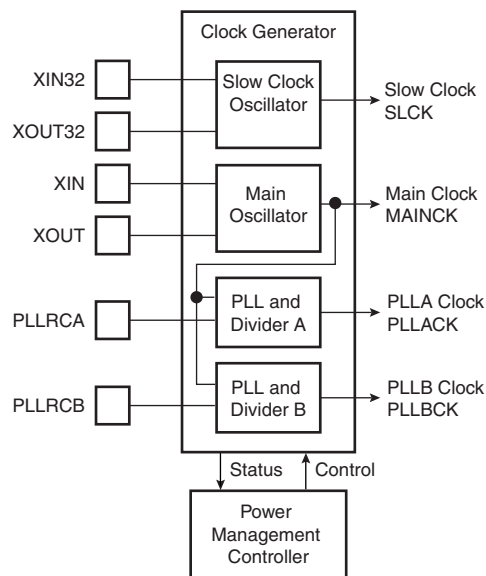 Clock Generator
XIN32
Slow Clock
Oscillator
Slow Clock
SLCK
XOUT32
XIN
Main
Oscillator
Main Clock
MAINCK
XOUT
PLLRCA
PLL and
Divider A
PLLA Clock
PLLACK
PLLRCB
PLL and
Divider B
PLLB Clock
PLLBCK
Status
Control
Power
Management
Controller